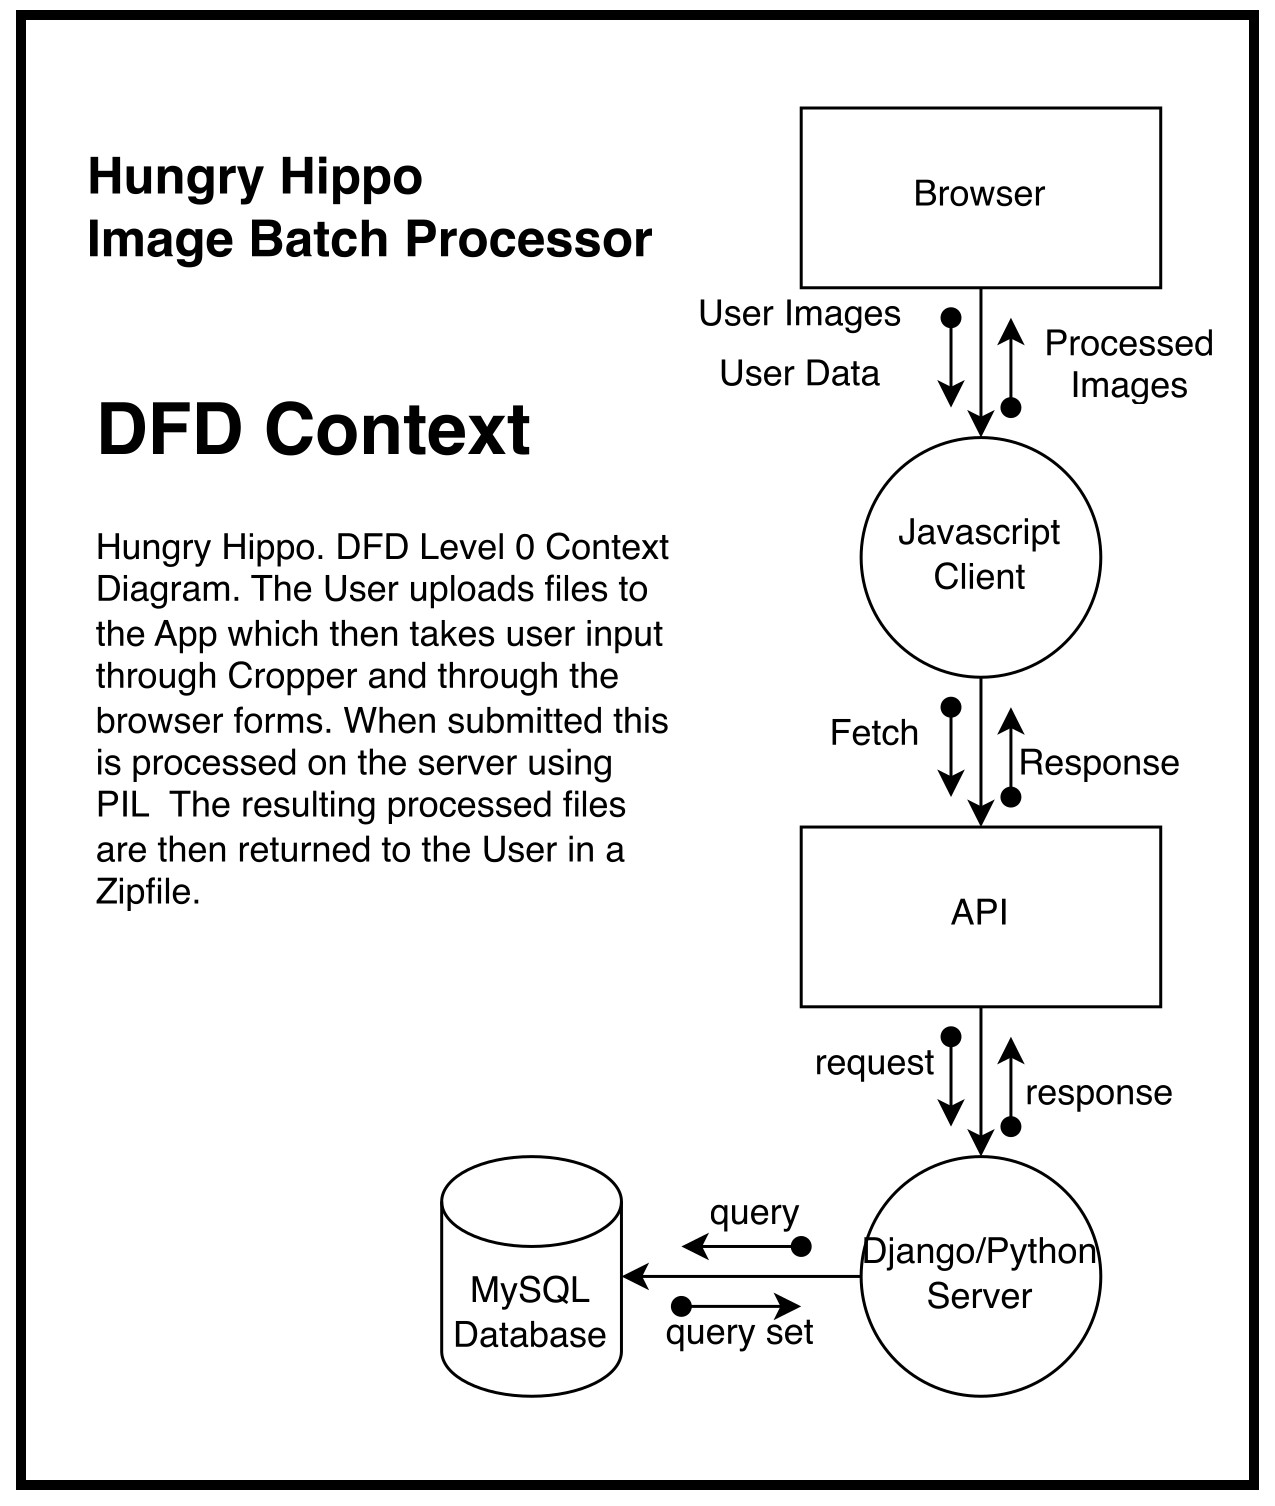 Hungry Hippo
Image Batch Processor
DFD Context
Hungry Hippo. DFD Level 0 Context
Diagram. The User uploads files to
the App which then takes user input
through Cropper and through the
browser forms. When submitted this
is processed on the server using
PIL  The resulting processed files
are then returned to the User in a
Zipfile.
Browser
User Images
User Data
Processed
Images
Javascript
Client
Fetch
Response
API
request
response
Django/Python
Server
query
query set
MySQL
Database